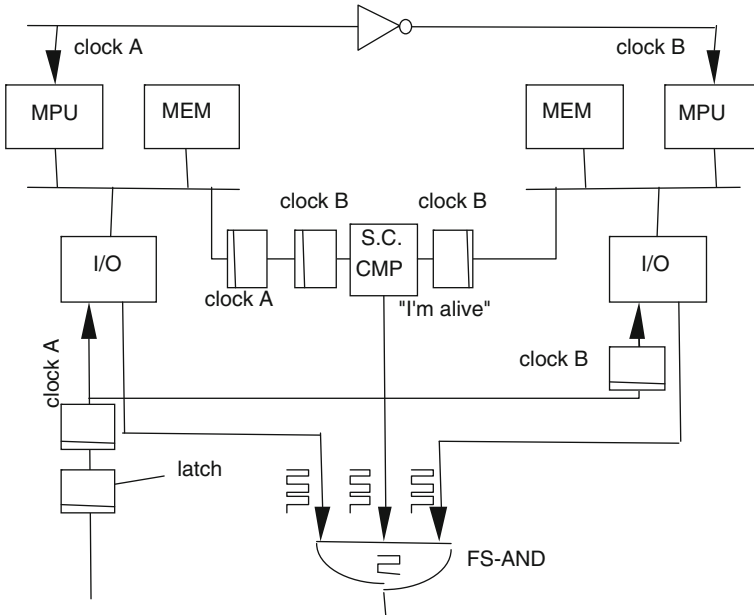 clock A
clock B
MPU
MEM
MEM
MPU
clock B
clock B
I/O
S.C.
CMP
I/O
clock A
"I'm alive"
clock A
clock B
latch
FS-AND